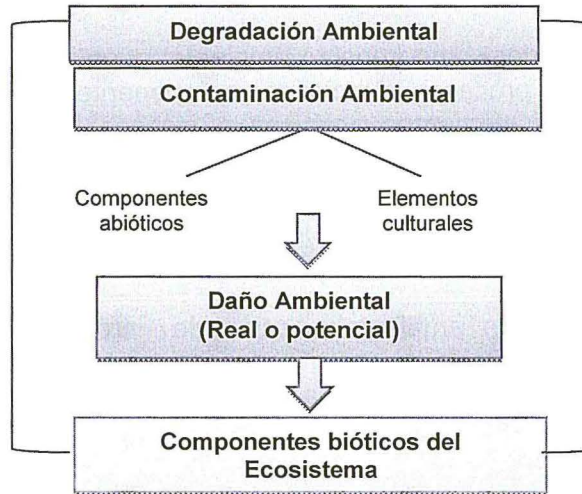 Degradación Ambiental
Contaminación Ambiental
Componentes
abióticos
Elementos
culturales
Daño Ambiental
(Real o potencial)
Componentes bióticos del
Ecosistema